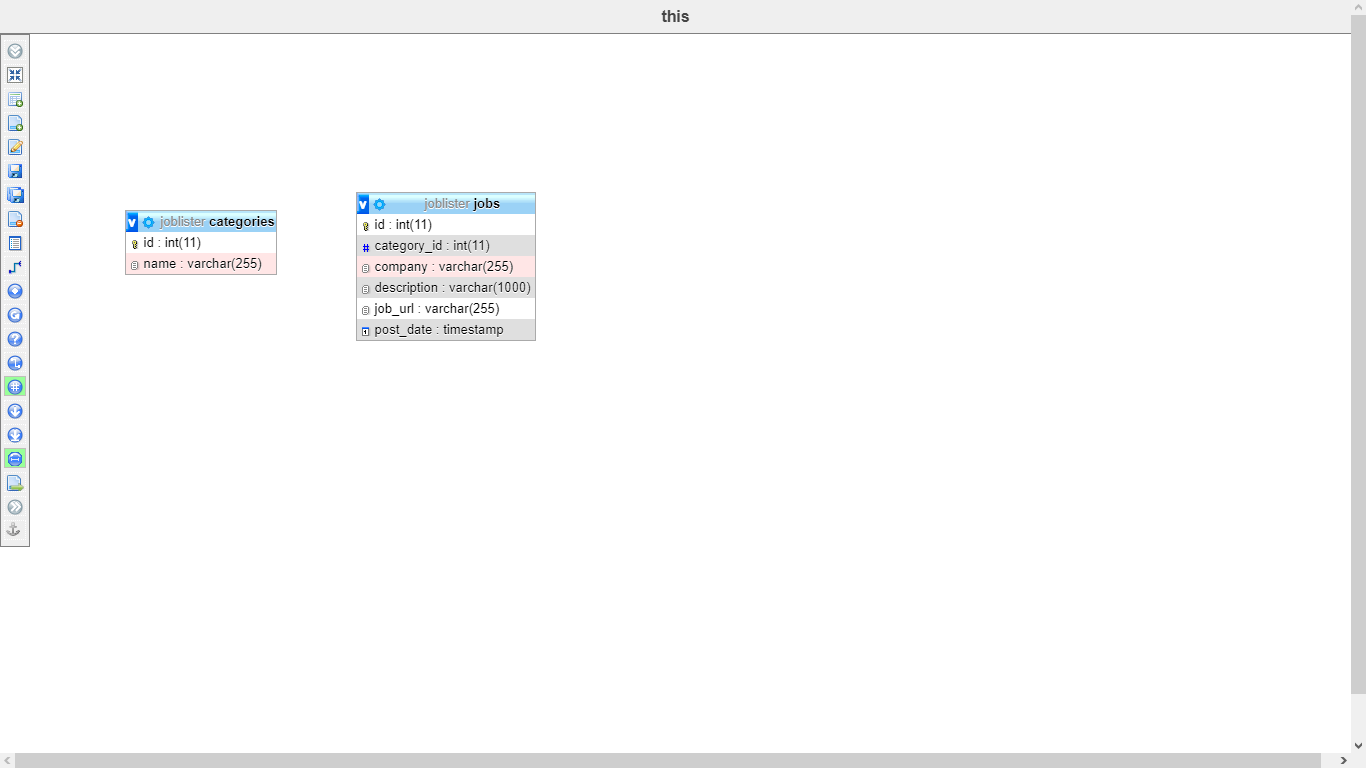 this
joblister categories
id : int(11)
name : varchar(255)
joblister jobs
id : int(11)
category_id : int(11)
company : varchar(255)
description : varchar(1000)
job_url : varchar(255)
post_date : timestamp